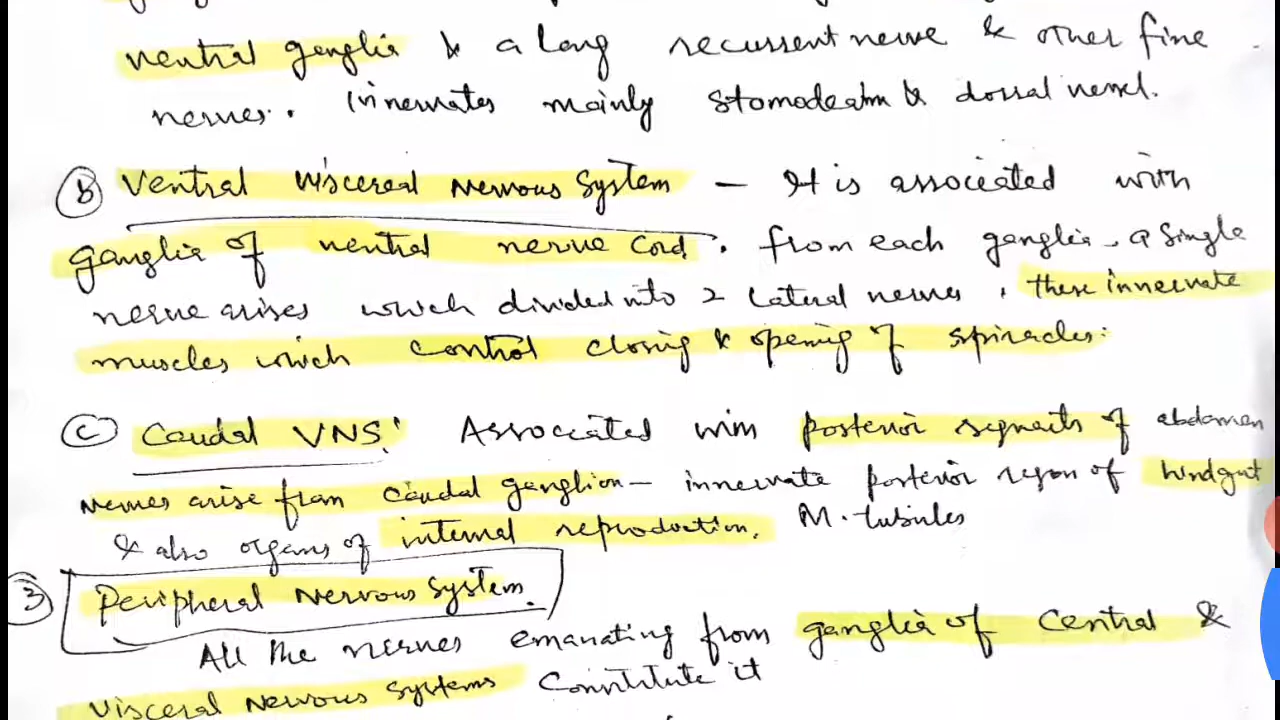 ventral ganglia & a long recurrent nerve & other fine
nerves. Innervates mainly stomodeum & dorsal vessel.
(B) Ventral Visceral Nervous System – It is associated with
ganglia of ventral nerve cord. From each ganglia, a single
nerve arises which divided into 2 lateral nerves, these innervate
muscles which control closing & opening of spiracles.
(C) Caudal VNS: Associated with posterior segments of abdomen
nerves arise from caudal ganglion – innervate posterior region of hindgut
& also organs of internal reproduction, M. tubules
(3) Peripheral Nervous System.
All the nerves emanating from ganglia of Central &
Visceral Nervous Systems Constitute it